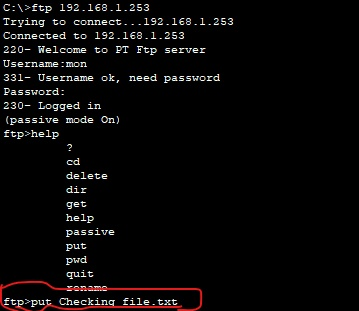 C:\>ftp 192.168.1.253
Trying to connect...192.168.1.253
Connected to 192.168.1.253
220- Welcome to PT Ftp server
Username:mon
331- Username ok, need password
Password:
230- Logged in
(passive mode On)
ftp>help
?
cd
delete
dir
get
help
passive
put
pwd
quit
rename
ftp>put Checking file.txt